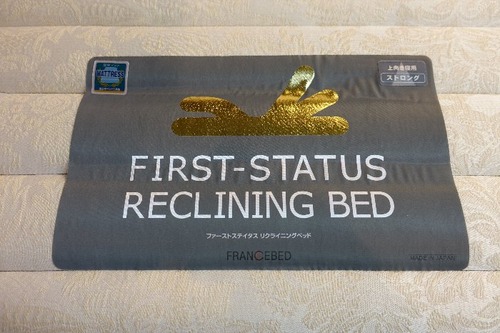 MATTRESS
ストロング
FIRST-STATUS
RECLINING BED
ファーストステイタス リクライニングベッド
FRANCEBED
MADE IN JAPAN